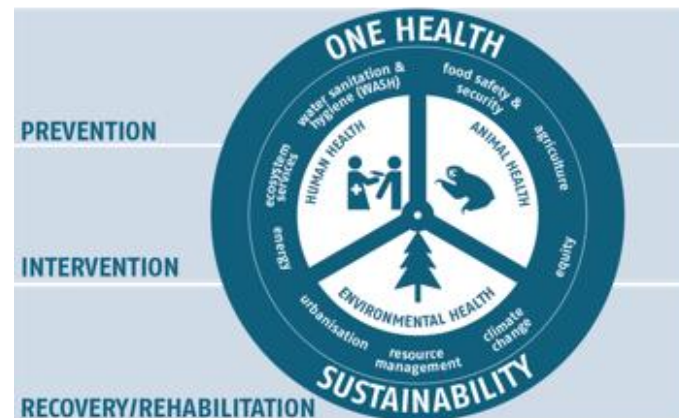 ONE HEALTH
water sanitation &
hygiene (WASH)
food safety &
security
PREVENTION
HUMAN HEALTH
ANIMAL HEALTH
agriculture
ecosystem
services
energy
equity
INTERVENTION
ENVIRONMENTAL HEALTH
urbanisation
resource
management
climate
change
SUSTAINABILITY
RECOVERY/REHABILITATION